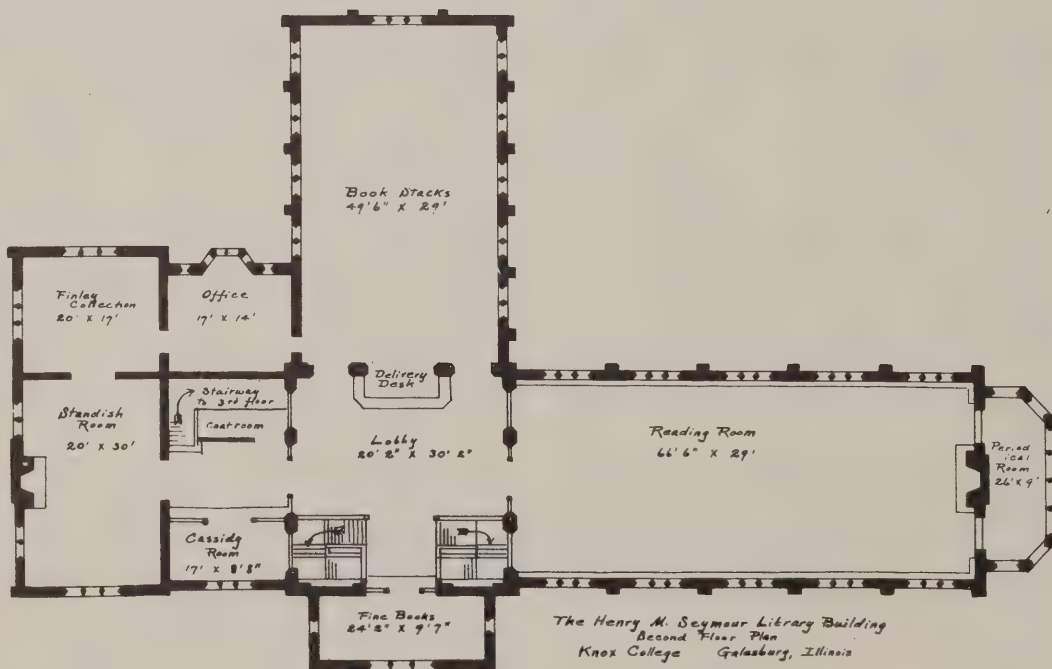 Book Stacks
49'6" X 29'
Finley
Collection
20' X 17'
Office
17' X 14'
Delivery
Desk
Stairway
to 3rd floor
Coatroom
Standish
Room
20' X 30'
Lobby
20'2" X 30'2"
Reading Room
66'6" X 29'
Period
ical
Room
26' X 9'
Cassidy
Room
17' X 8'8"
Fine Books
24'2" X 9'7"
The Henry M. Seymour Library Building
Second Floor Plan
Knox College Galesburg, Illinois